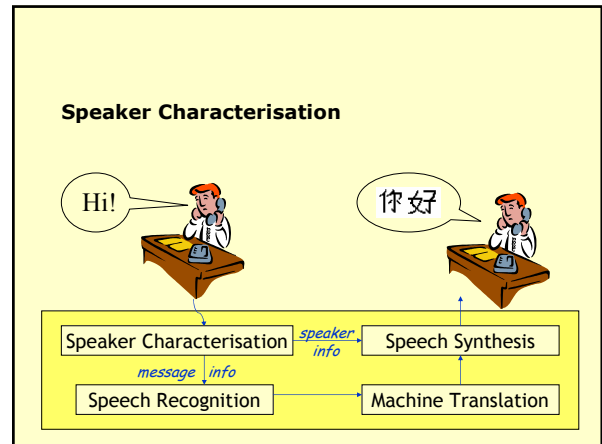 Speaker Characterisation
Hi!
你好
Speaker Characterisation
speaker
info
Speech Synthesis
message info
Speech Recognition
Machine Translation